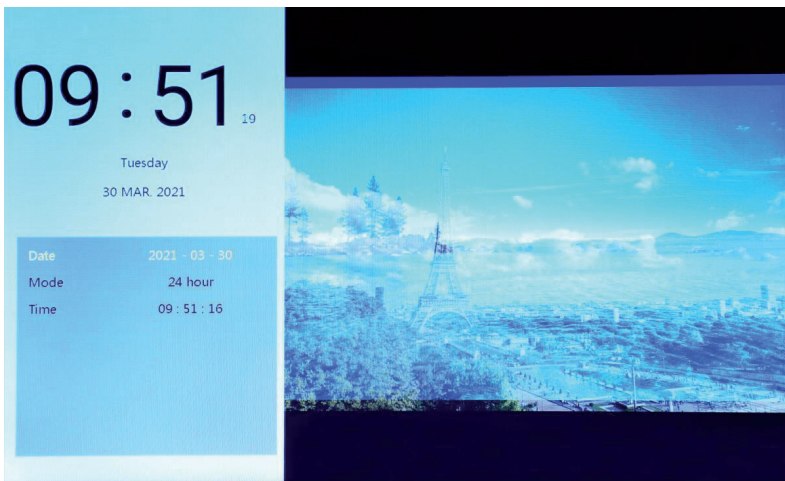 09 : 51 19
Tuesday
30 MAR. 2021
Date 2021 - 03 - 30
Mode 24 hour
Time 09 : 51 : 16